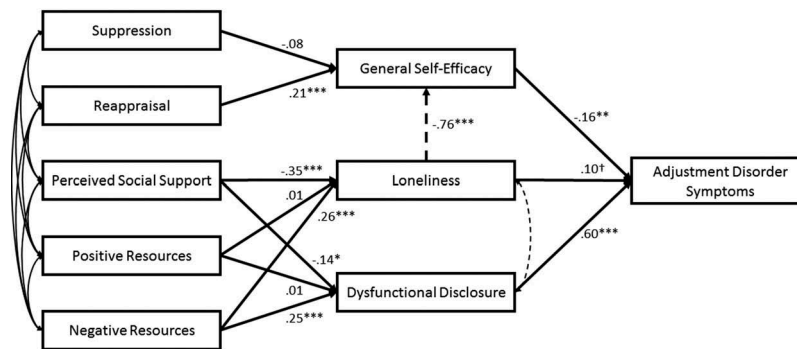 Suppression
Reappraisal
Perceived Social Support
Positive Resources
Negative Resources
-.08
.21***
-.35***
.01
.26***
-.14*
.01
.25***
General Self-Efficacy
-.76***
Loneliness
Dysfunctional Disclosure
-.16**
.10†
.60***
Adjustment Disorder
Symptoms